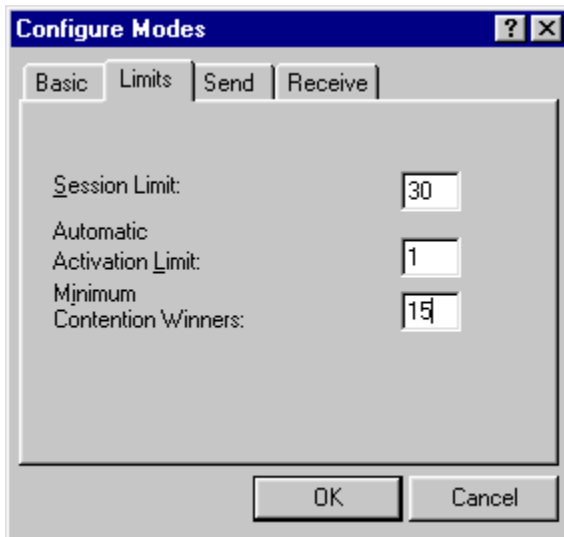 Configure Modes ? ×
Basic Limits Send Receive
Session Limit: 30
Automatic
Activation Limit: 1
Minimum
Contention Winners: 15
OK Cancel